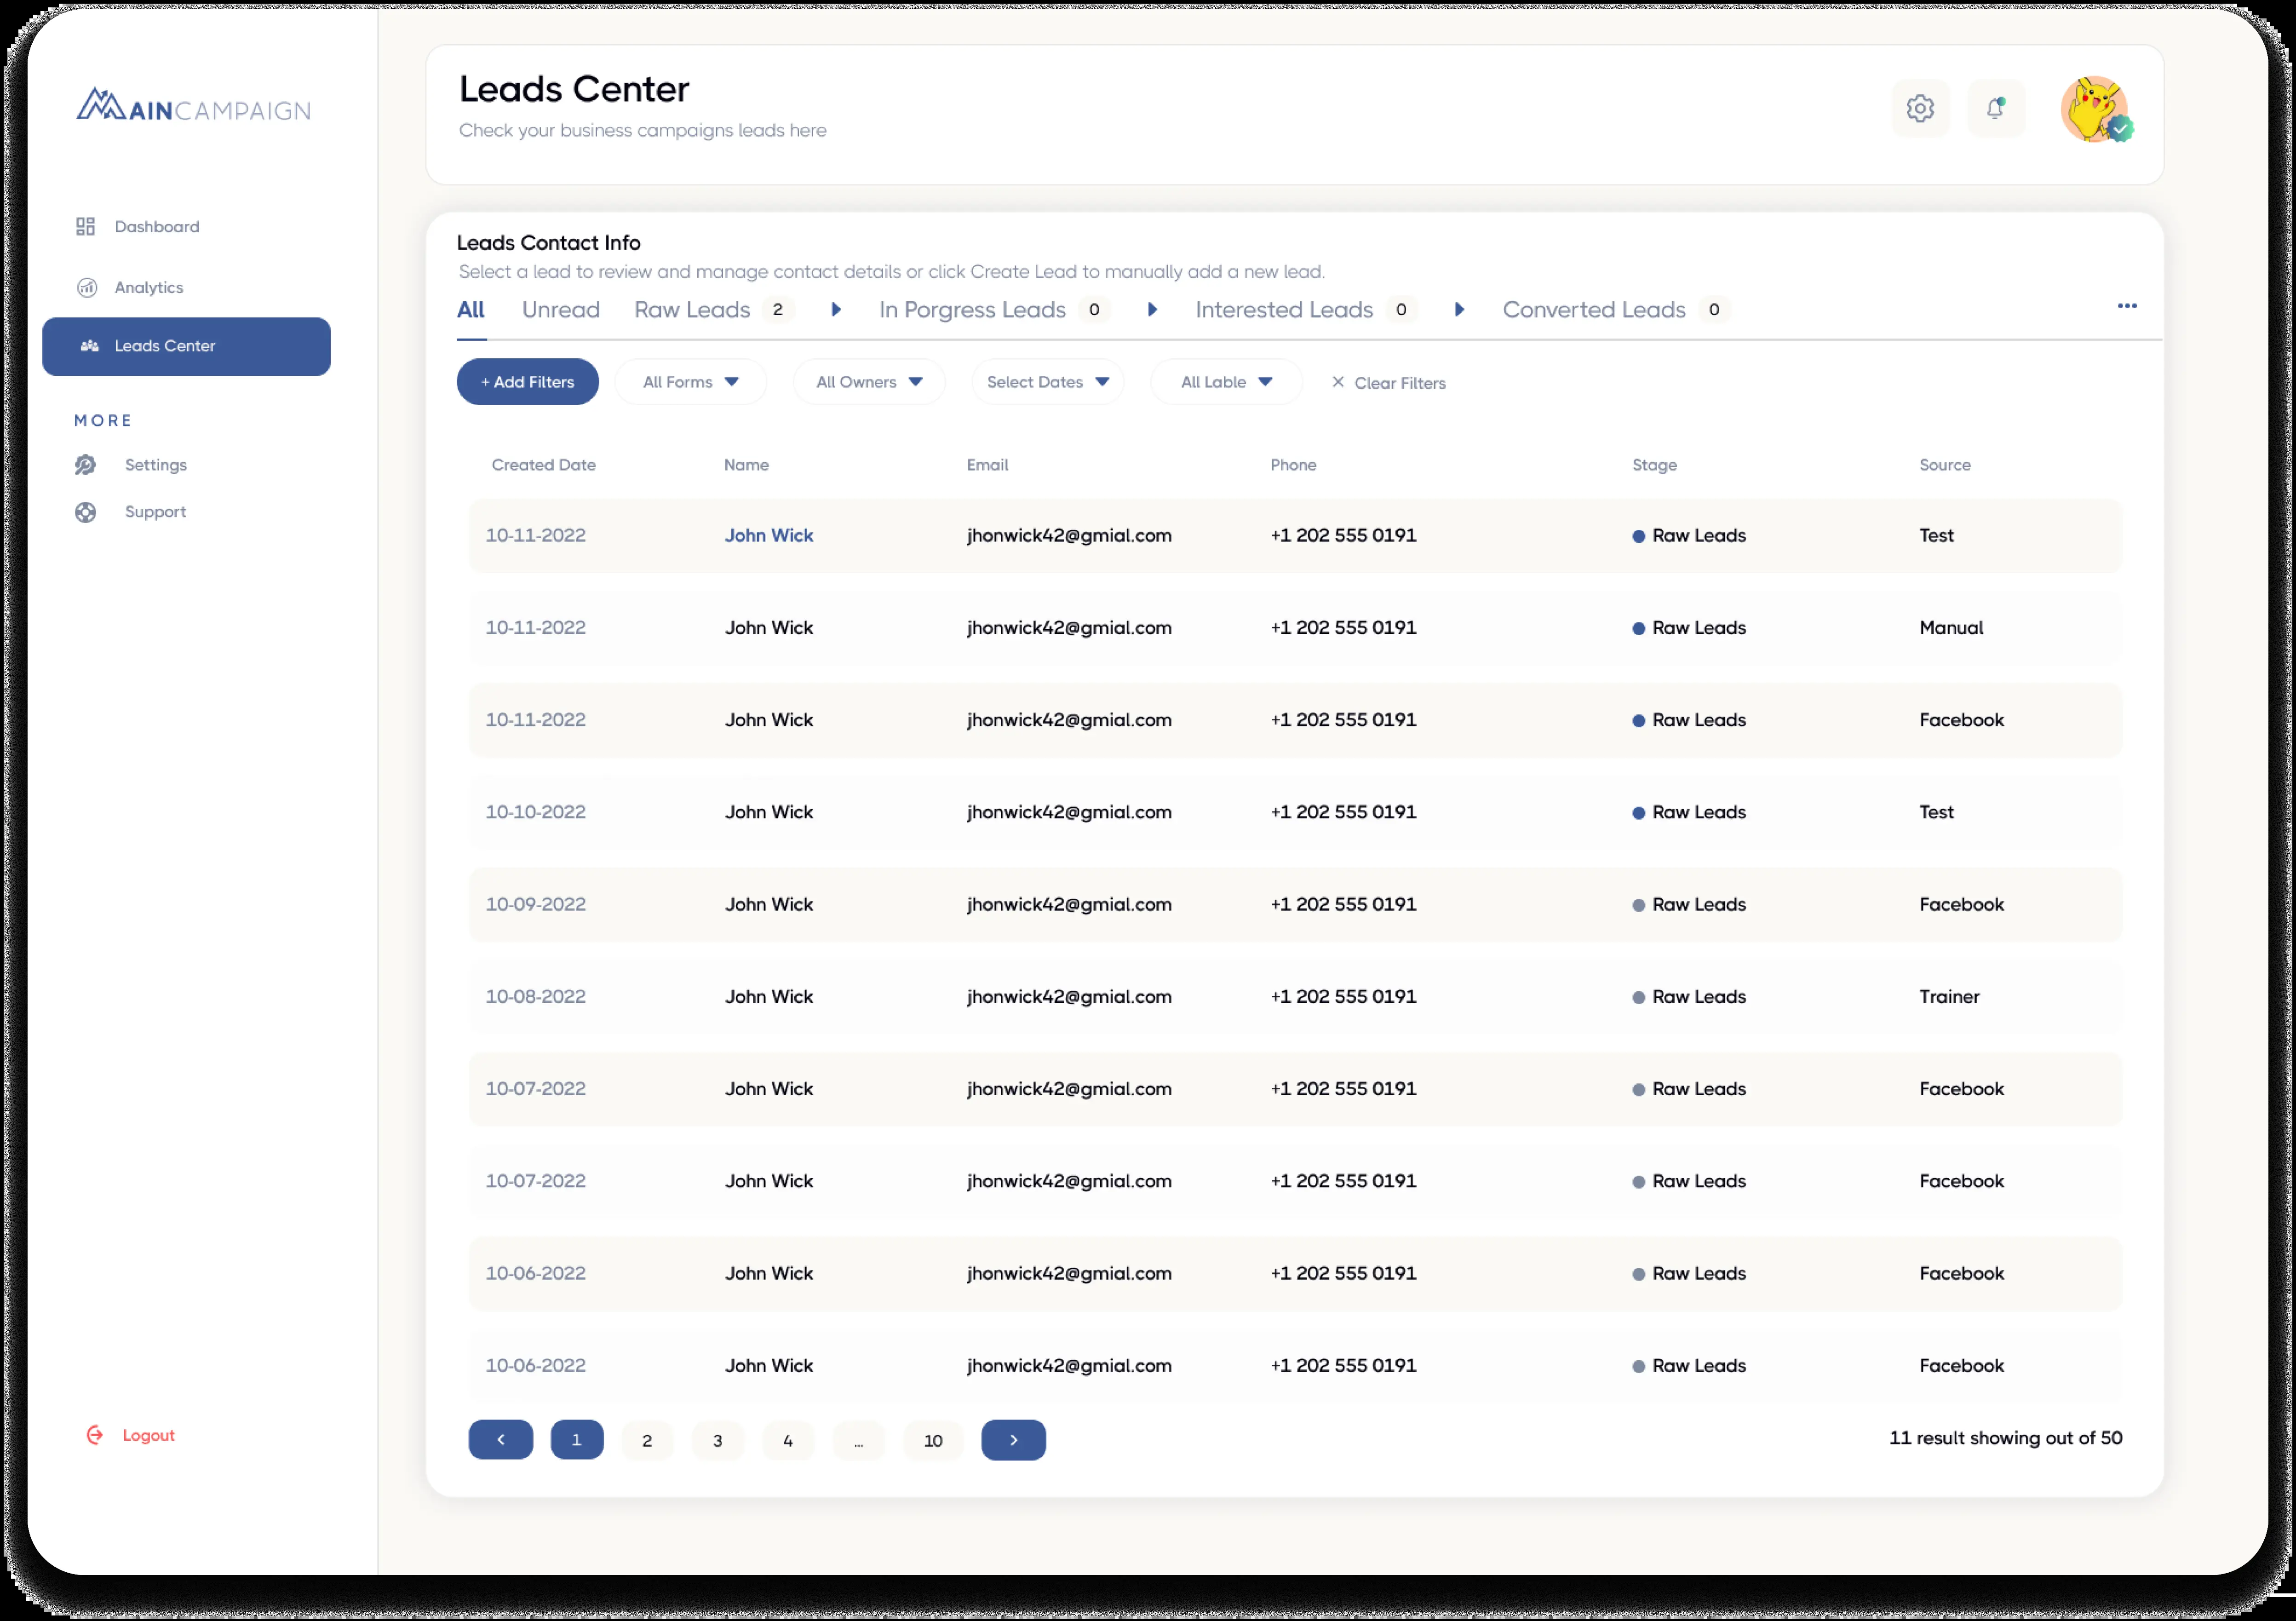 MAINCAMPAIGN
Dashboard
Analytics
Leads Center
MORE
Settings
Support
Logout
Leads Center
Check your business campaigns leads here
Leads Contact Info
Select a lead to review and manage contact details or click Create Lead to manually add a new lead.
All Unread Raw Leads 2 In Porgress Leads 0 Interested Leads 0 Converted Leads 0
+ Add Filters All Forms All Owners Select Dates All Lable × Clear Filters
Created Date Name Email Phone Stage Source
10-11-2022 John Wick jhonwick42@gmial.com +1 202 555 0191 Raw Leads Test
10-11-2022 John Wick jhonwick42@gmial.com +1 202 555 0191 Raw Leads Manual
10-11-2022 John Wick jhonwick42@gmial.com +1 202 555 0191 Raw Leads Facebook
10-10-2022 John Wick jhonwick42@gmial.com +1 202 555 0191 Raw Leads Test
10-09-2022 John Wick jhonwick42@gmial.com +1 202 555 0191 Raw Leads Facebook
10-08-2022 John Wick jhonwick42@gmial.com +1 202 555 0191 Raw Leads Trainer
10-07-2022 John Wick jhonwick42@gmial.com +1 202 555 0191 Raw Leads Facebook
10-07-2022 John Wick jhonwick42@gmial.com +1 202 555 0191 Raw Leads Facebook
10-06-2022 John Wick jhonwick42@gmial.com +1 202 555 0191 Raw Leads Facebook
10-06-2022 John Wick jhonwick42@gmial.com +1 202 555 0191 Raw Leads Facebook
< 1 2 3 4 ... 10 > 11 result showing out of 50